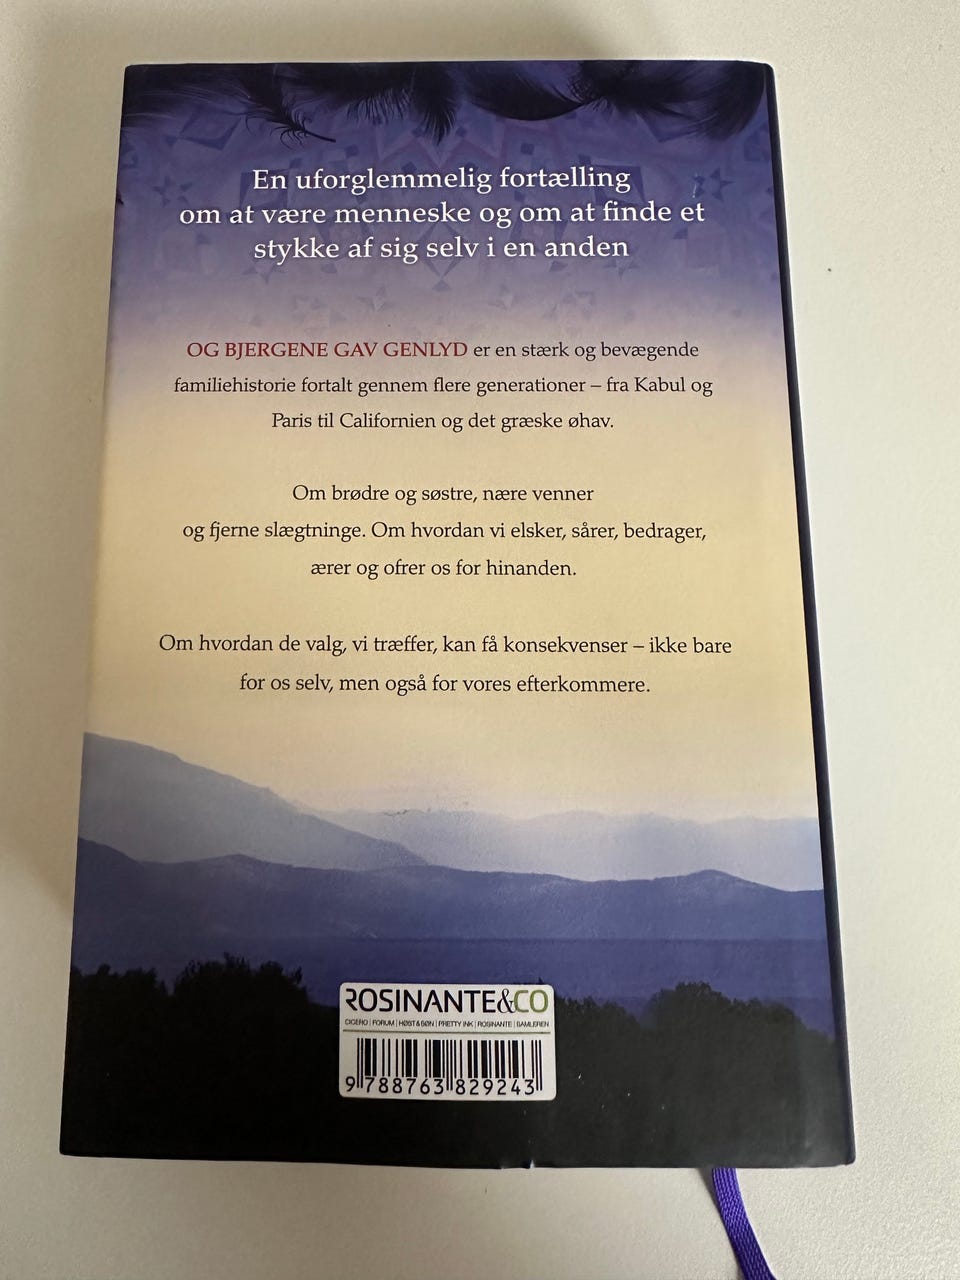 En uforglemmelig fortælling
om at være menneske og om at finde et
stykke af sig selv i en anden
OG BJERGENE GAV GENLYD er en stærk og bevægende
familiehistorie fortalt gennem flere generationer – fra Kabul og
Paris til Californien og det græske øhav.
Om brødre og søstre, nære venner
og fjerne slægtninge. Om hvordan vi elsker, sårer, bedrager,
ærer og ofrer os for hinanden.
Om hvordan de valg, vi træffer, kan få konsekvenser – ikke bare
for os selv, men også for vores efterkommere.
ROSINANTE&CO
CICERO | FORUM | HØST & SØN | PRETTY INK | ROSINANTE | SAMLEREN
9 788763 829243